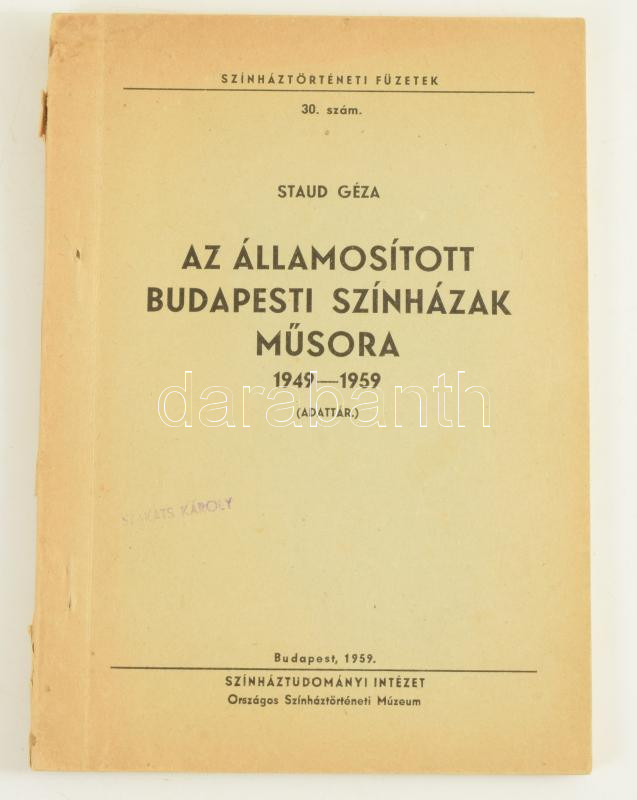 SZÍNHÁZTÖRTÉNETI FÜZETEK
30. szám.
STAUD GÉZA
AZ ÁLLAMOSÍTOTT
BUDAPESTI SZÍNHÁZAK
MŰSORA
1949—1959
darabanth
(ADATTÁR.)
SZAKÁTS KÁROLY
Budapest, 1959.
SZÍNHÁZTUDOMÁNYI INTÉZET
Országos Színháztörténeti Múzeum